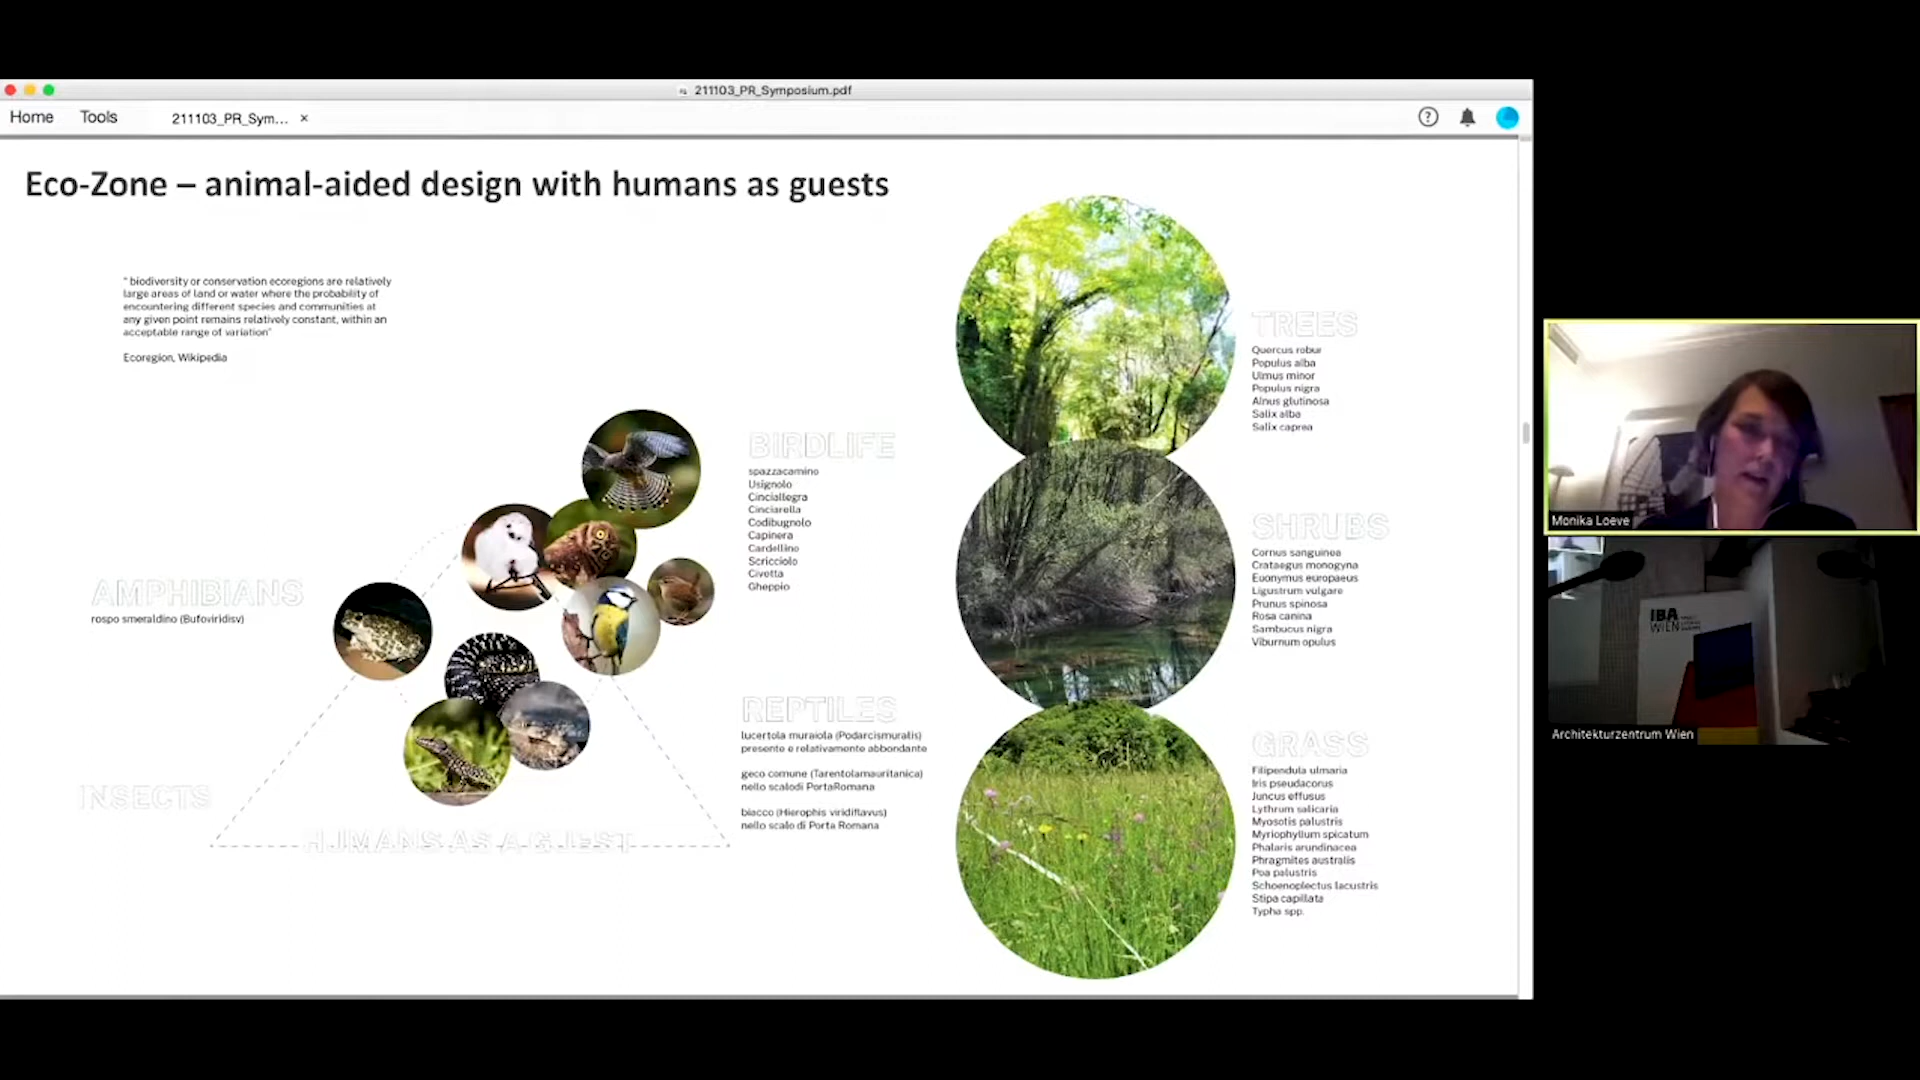 211103_PR_Symposium.pdf
Home
Tools
211103_PR_Sym... ×
Eco-Zone – animal-aided design with humans as guests
" biodiversity or conservation ecoregions are relatively
large areas of land or water where the probability of
encountering different species and communities at
any given point remains relatively constant, within an
acceptable range of variation"
Ecoregion, Wikipedia
BIRDLIFE
spazzacamino
Usignolo
Cinciallegra
Cinciarella
Codibugnolo
Capinera
Cardellino
Scricciolo
Civetta
Gheppio
AMPHIBIANS
rospo smeraldino (Bufoviridisv)
REPTILES
lucertola muraiola (Podarcismuralis)
presente e relativamente abbondante
geco comune (Tarentolamauritanica)
nello scalodi PortaRomana
biacco (Hierophis viridiflavus)
nello scalo di Porta Romana
INSECTS
HUMANS AS A GUEST
TREES
Quercus robur
Populus alba
Ulmus minor
Populus nigra
Alnus glutinosa
Salix alba
Salix caprea
SHRUBS
Cornus sanguinea
Crataegus monogyna
Euonymus europaeus
Ligustrum vulgare
Prunus spinosa
Rosa canina
Sambucus nigra
Viburnum opulus
GRASS
Filipendula ulmaria
Iris pseudacorus
Juncus effusus
Lythrum salicaria
Myosotis palustris
Myriophyllum spicatum
Phalaris arundinacea
Phragmites australis
Poa palustris
Schoenoplectus lacustris
Stipa capillata
Typha spp.
Monika Loeve
IBA
WIEN
Architekturzentrum Wien